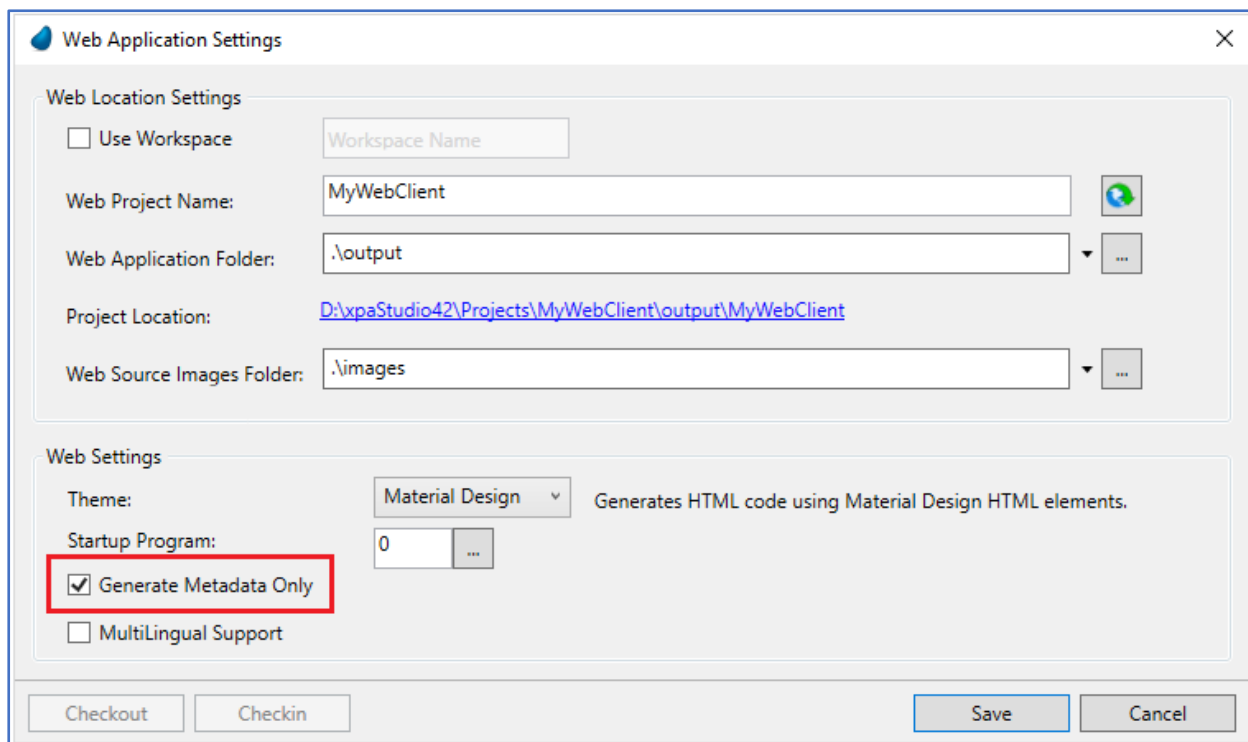 Web Application Settings
Web Location Settings
Use Workspace
Workspace Name
Web Project Name:
MyWebClient
Web Application Folder:
.\output
...
Project Location:
D:\xpaStudio42\Projects\MyWebClient\output\MyWebClient
Web Source Images Folder:
.\images
...
Web Settings
Theme:
Material Design
Generates HTML code using Material Design HTML elements.
Startup Program:
0
...
Generate Metadata Only
MultiLingual Support
Checkout
Checkin
Save
Cancel